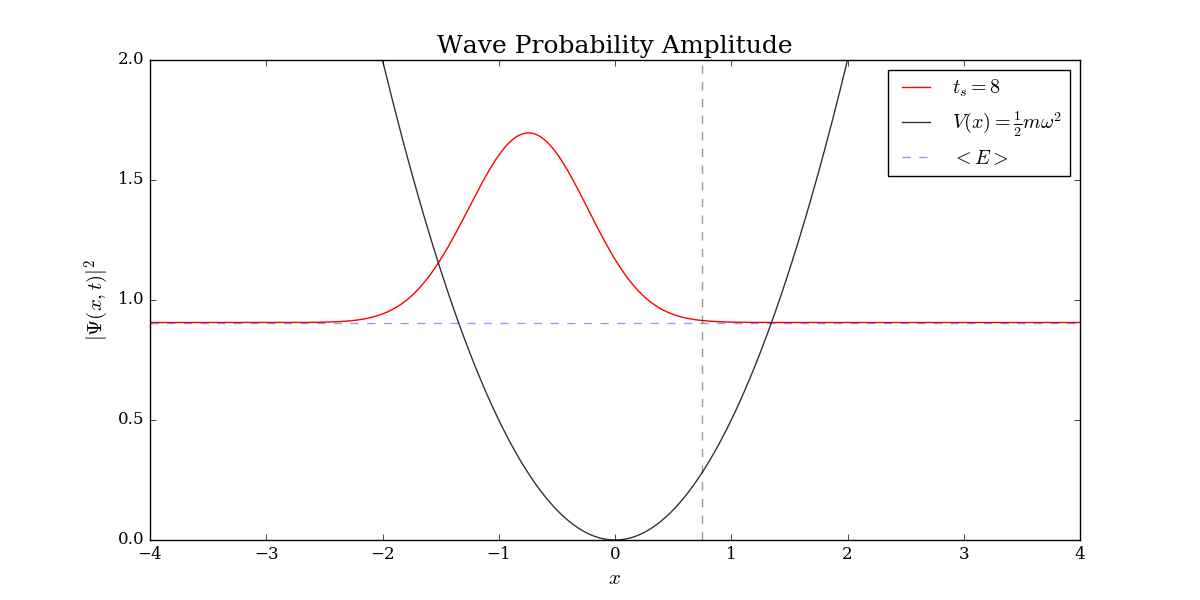 Wave Probability Amplitude
2.0
1.5
1.0
0.5
0.0
|Ψ(x, t)|²
−4 −3 −2 −1 0 1 2 3 4
x
t_s = 8
V(x) = ½mω²
< E >